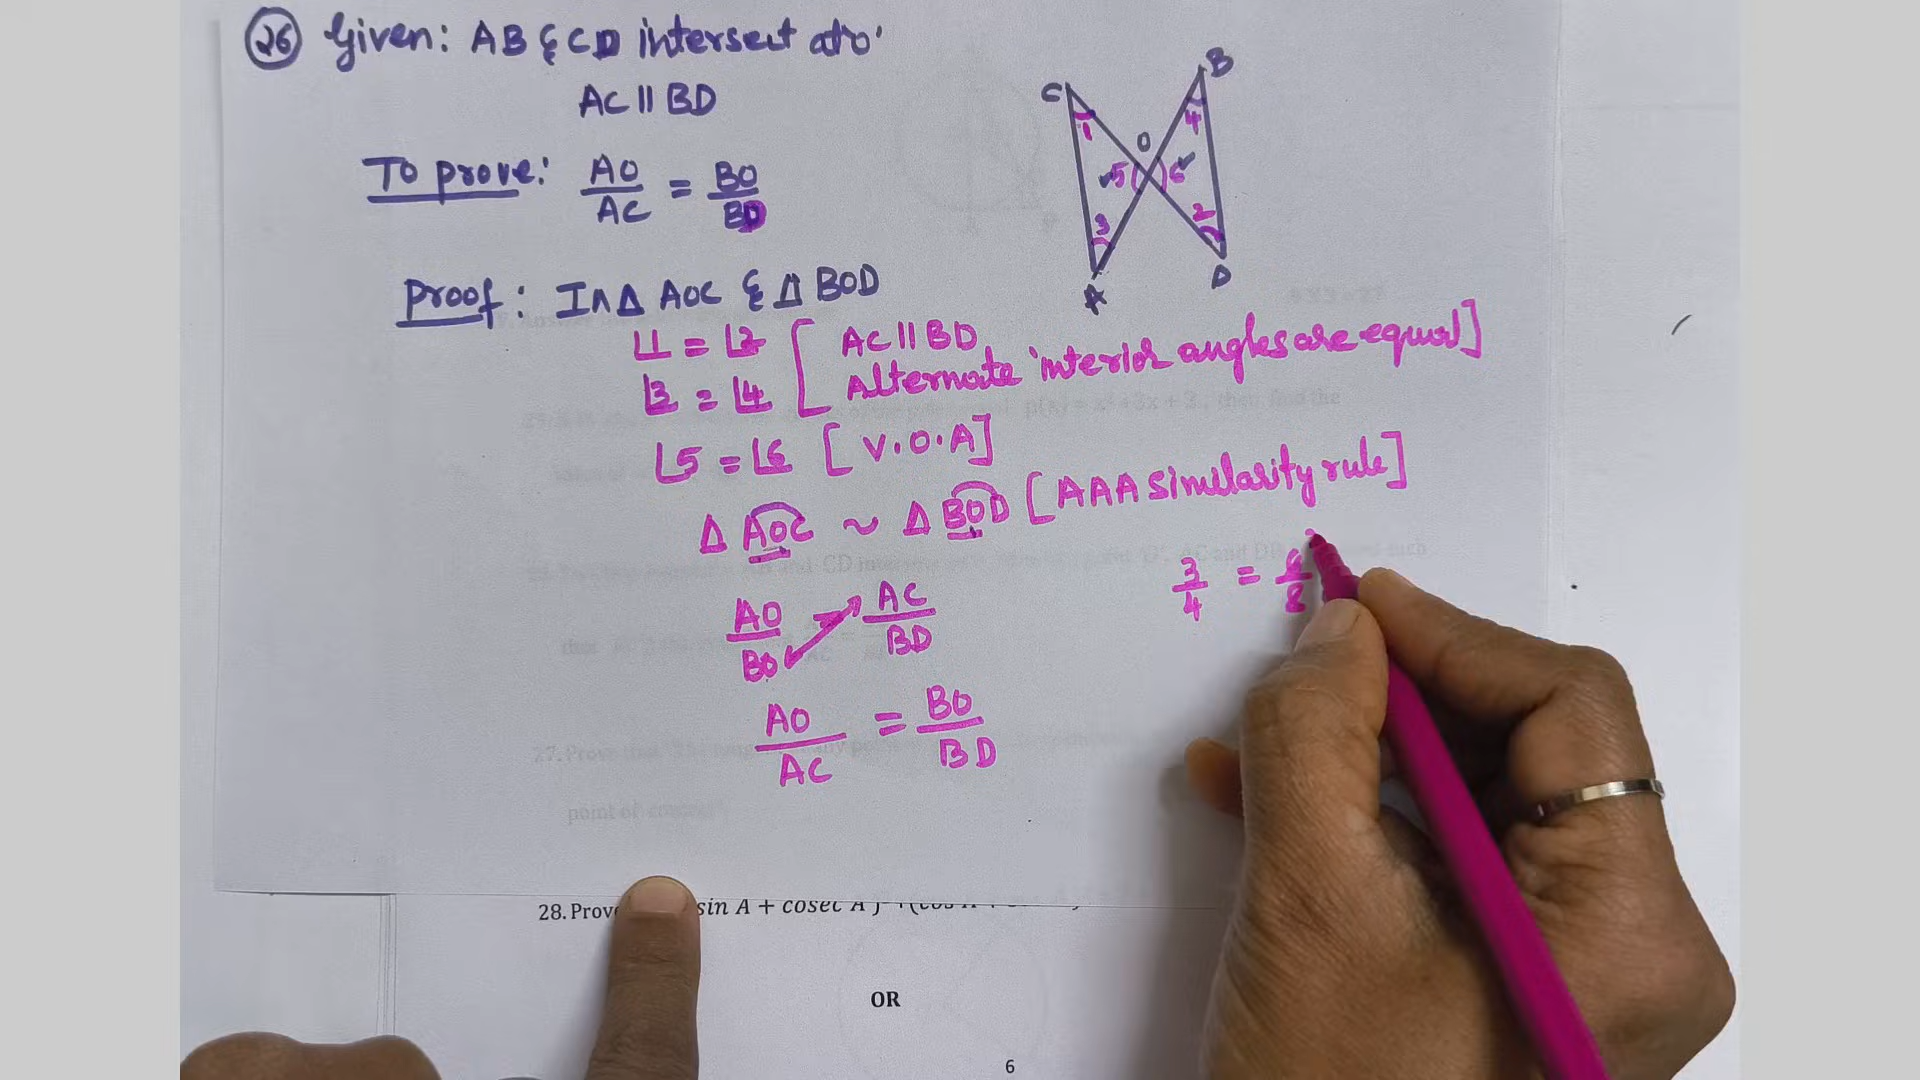 26 Given: AB & CD intersect at 'O'
AC || BD
To prove: AO/AC = BO/BD
Proof: In Δ AOC & Δ BOD
∠1 = ∠2 [ AC || BD
∠3 = ∠4 Alternate interior angles are equal]
∠5 = ∠6 [V.O.A]
Δ AOC ~ Δ BOD [AAA similarity rule]
AO/BO AC/BD
AO/AC = BO/BD
3/4 = 6/8
C
B
1
4
O
5
6
3
2
A
D
28. sin A + cosec A
OR
6